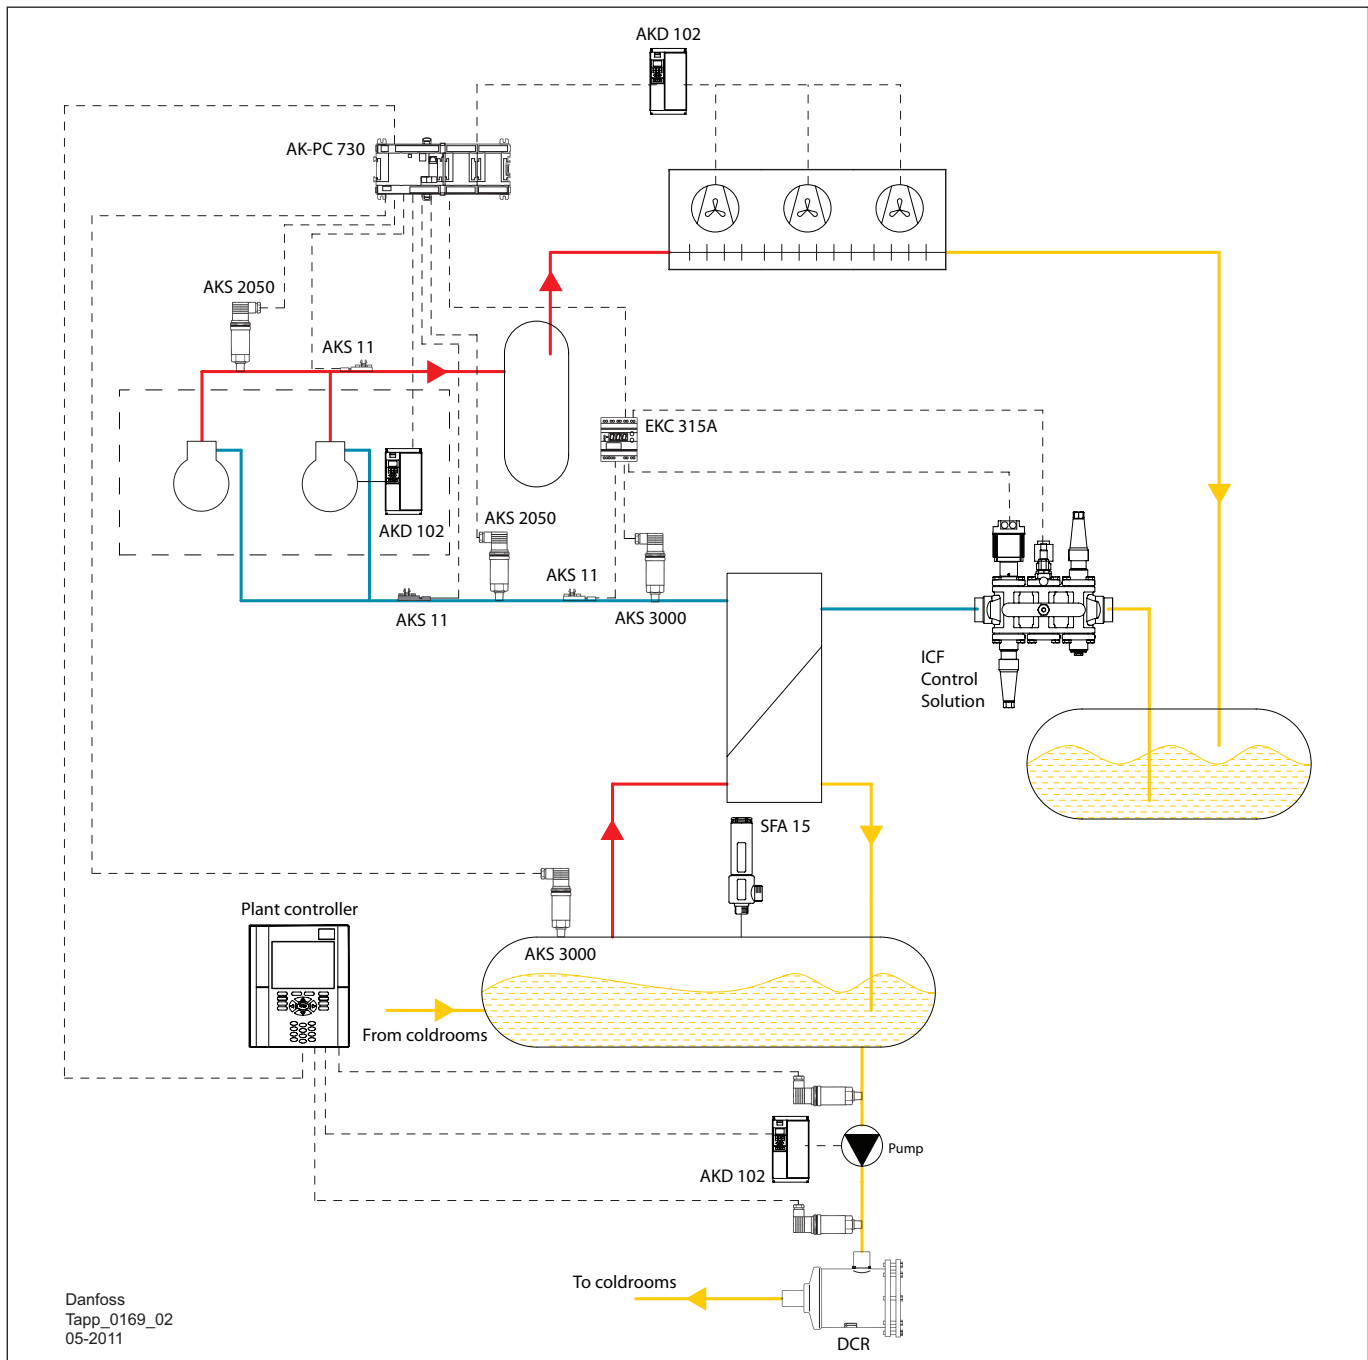 AKD 102
AK-PC 730
AKS 2050
AKS 11
EKC 315A
AKS 2050
AKD 102
AKS 11
AKS 11
AKS 3000
ICF
Control
Solution
SFA 15
Plant controller
AKS 3000
From coldrooms
Pump
AKD 102
To coldrooms
DCR
Danfoss
Tapp_0169_02
05-2011